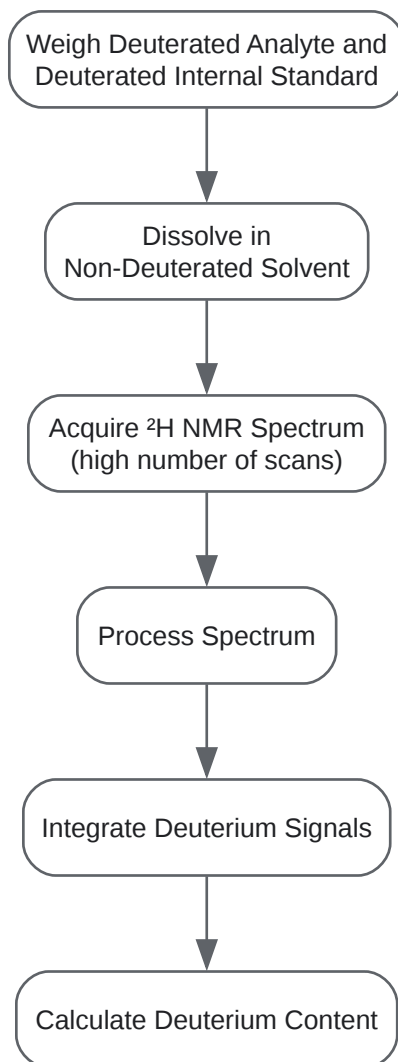 Weigh Deuterated Analyte and
Deuterated Internal Standard
Dissolve in
Non-Deuterated Solvent
Acquire ²H NMR Spectrum
(high number of scans)
Process Spectrum
Integrate Deuterium Signals
Calculate Deuterium Content